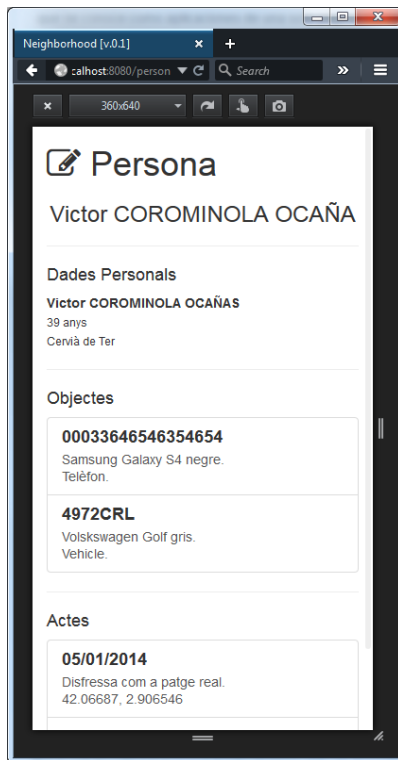 Neighborhood [v.0.1]
calhost:8080/person
Search
360x640
Persona
Victor COROMINOLA OCAÑA
Dades Personals
Victor COROMINOLA OCAÑAS
39 anys
Cervià de Ter
Objectes
00033646546354654
Samsung Galaxy S4 negre.
Telèfon.
4972CRL
Volskswagen Golf gris.
Vehicle.
Actes
05/01/2014
Disfressa com a patge real.
42.06687, 2.906546